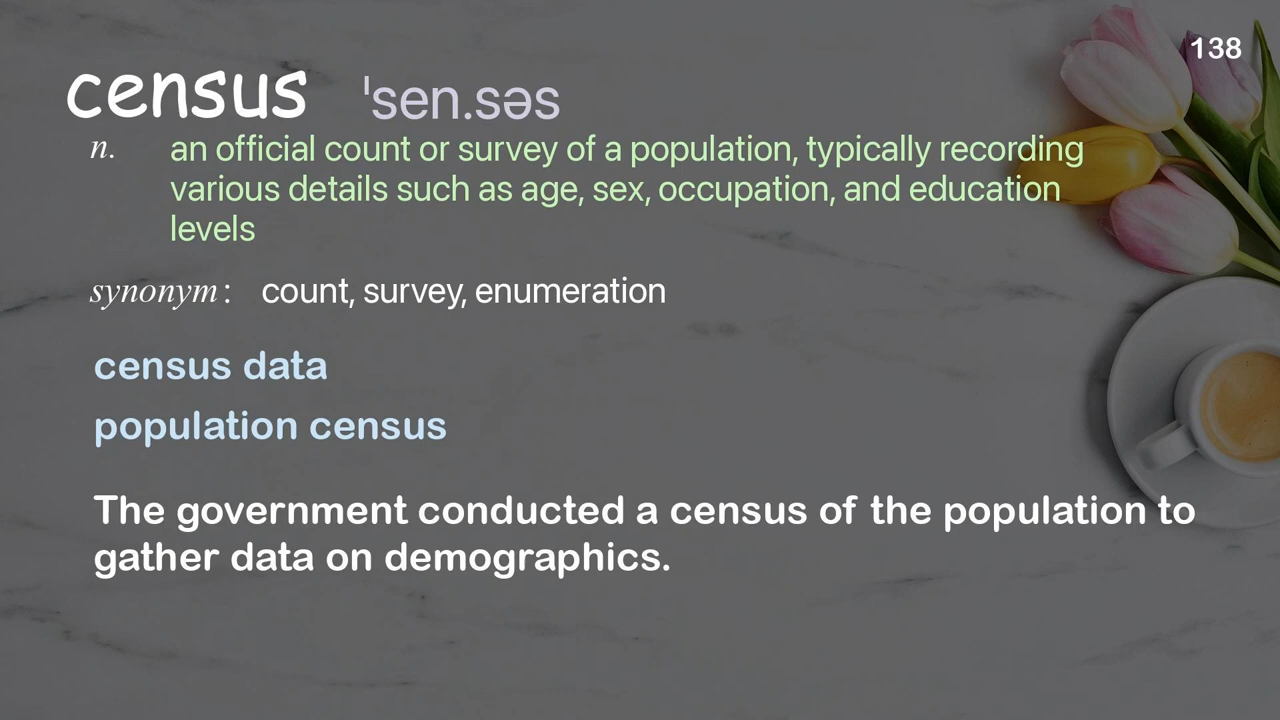 138
census ˈsen.səs
n. an official count or survey of a population, typically recording
various details such as age, sex, occupation, and education
levels
synonym: count, survey, enumeration
census data
population census
The government conducted a census of the population to
gather data on demographics.